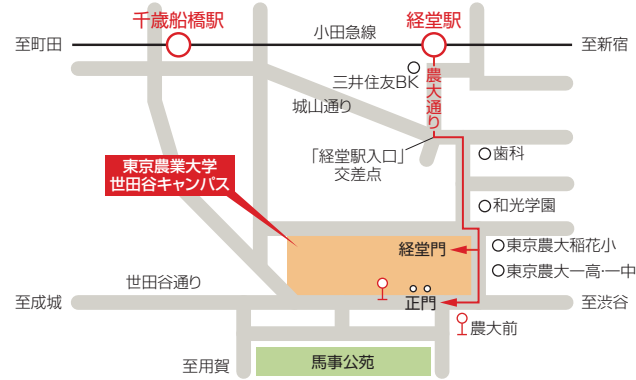 千歳船橋駅
経堂駅
小田急線
至町田
至新宿
三井住友BK
農大通り
城山通り
「経堂駅入口」
交差点
歯科
東京農業大学
世田谷キャンパス
和光学園
経堂門
東京農大稲花小
東京農大一高・一中
世田谷通り
至成城
正門
至渋谷
農大前
至用賀
馬事公苑